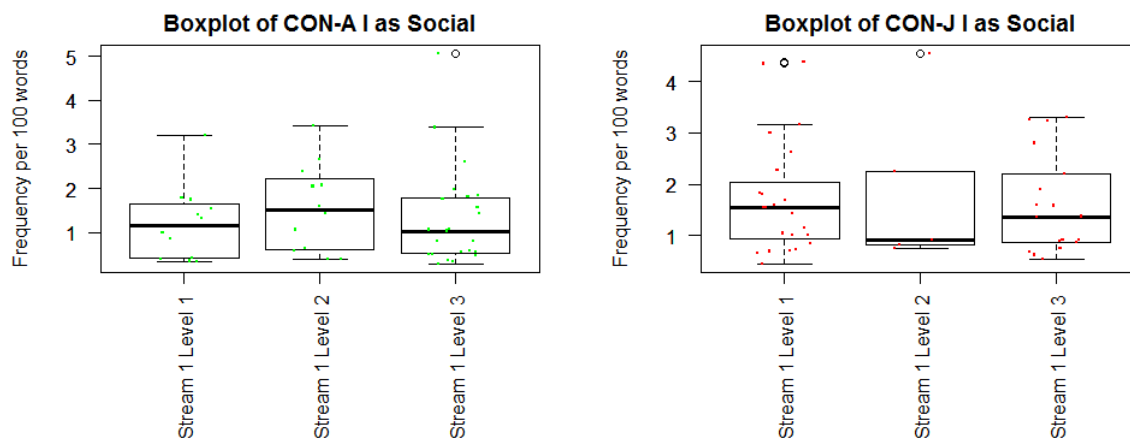 Boxplot of CON-A I as Social
Frequency per 100 words
5
4
3
2
1
Stream 1 Level 1
Stream 1 Level 2
Stream 1 Level 3
Boxplot of CON-J I as Social
Frequency per 100 words
4
3
2
1
Stream 1 Level 1
Stream 1 Level 2
Stream 1 Level 3